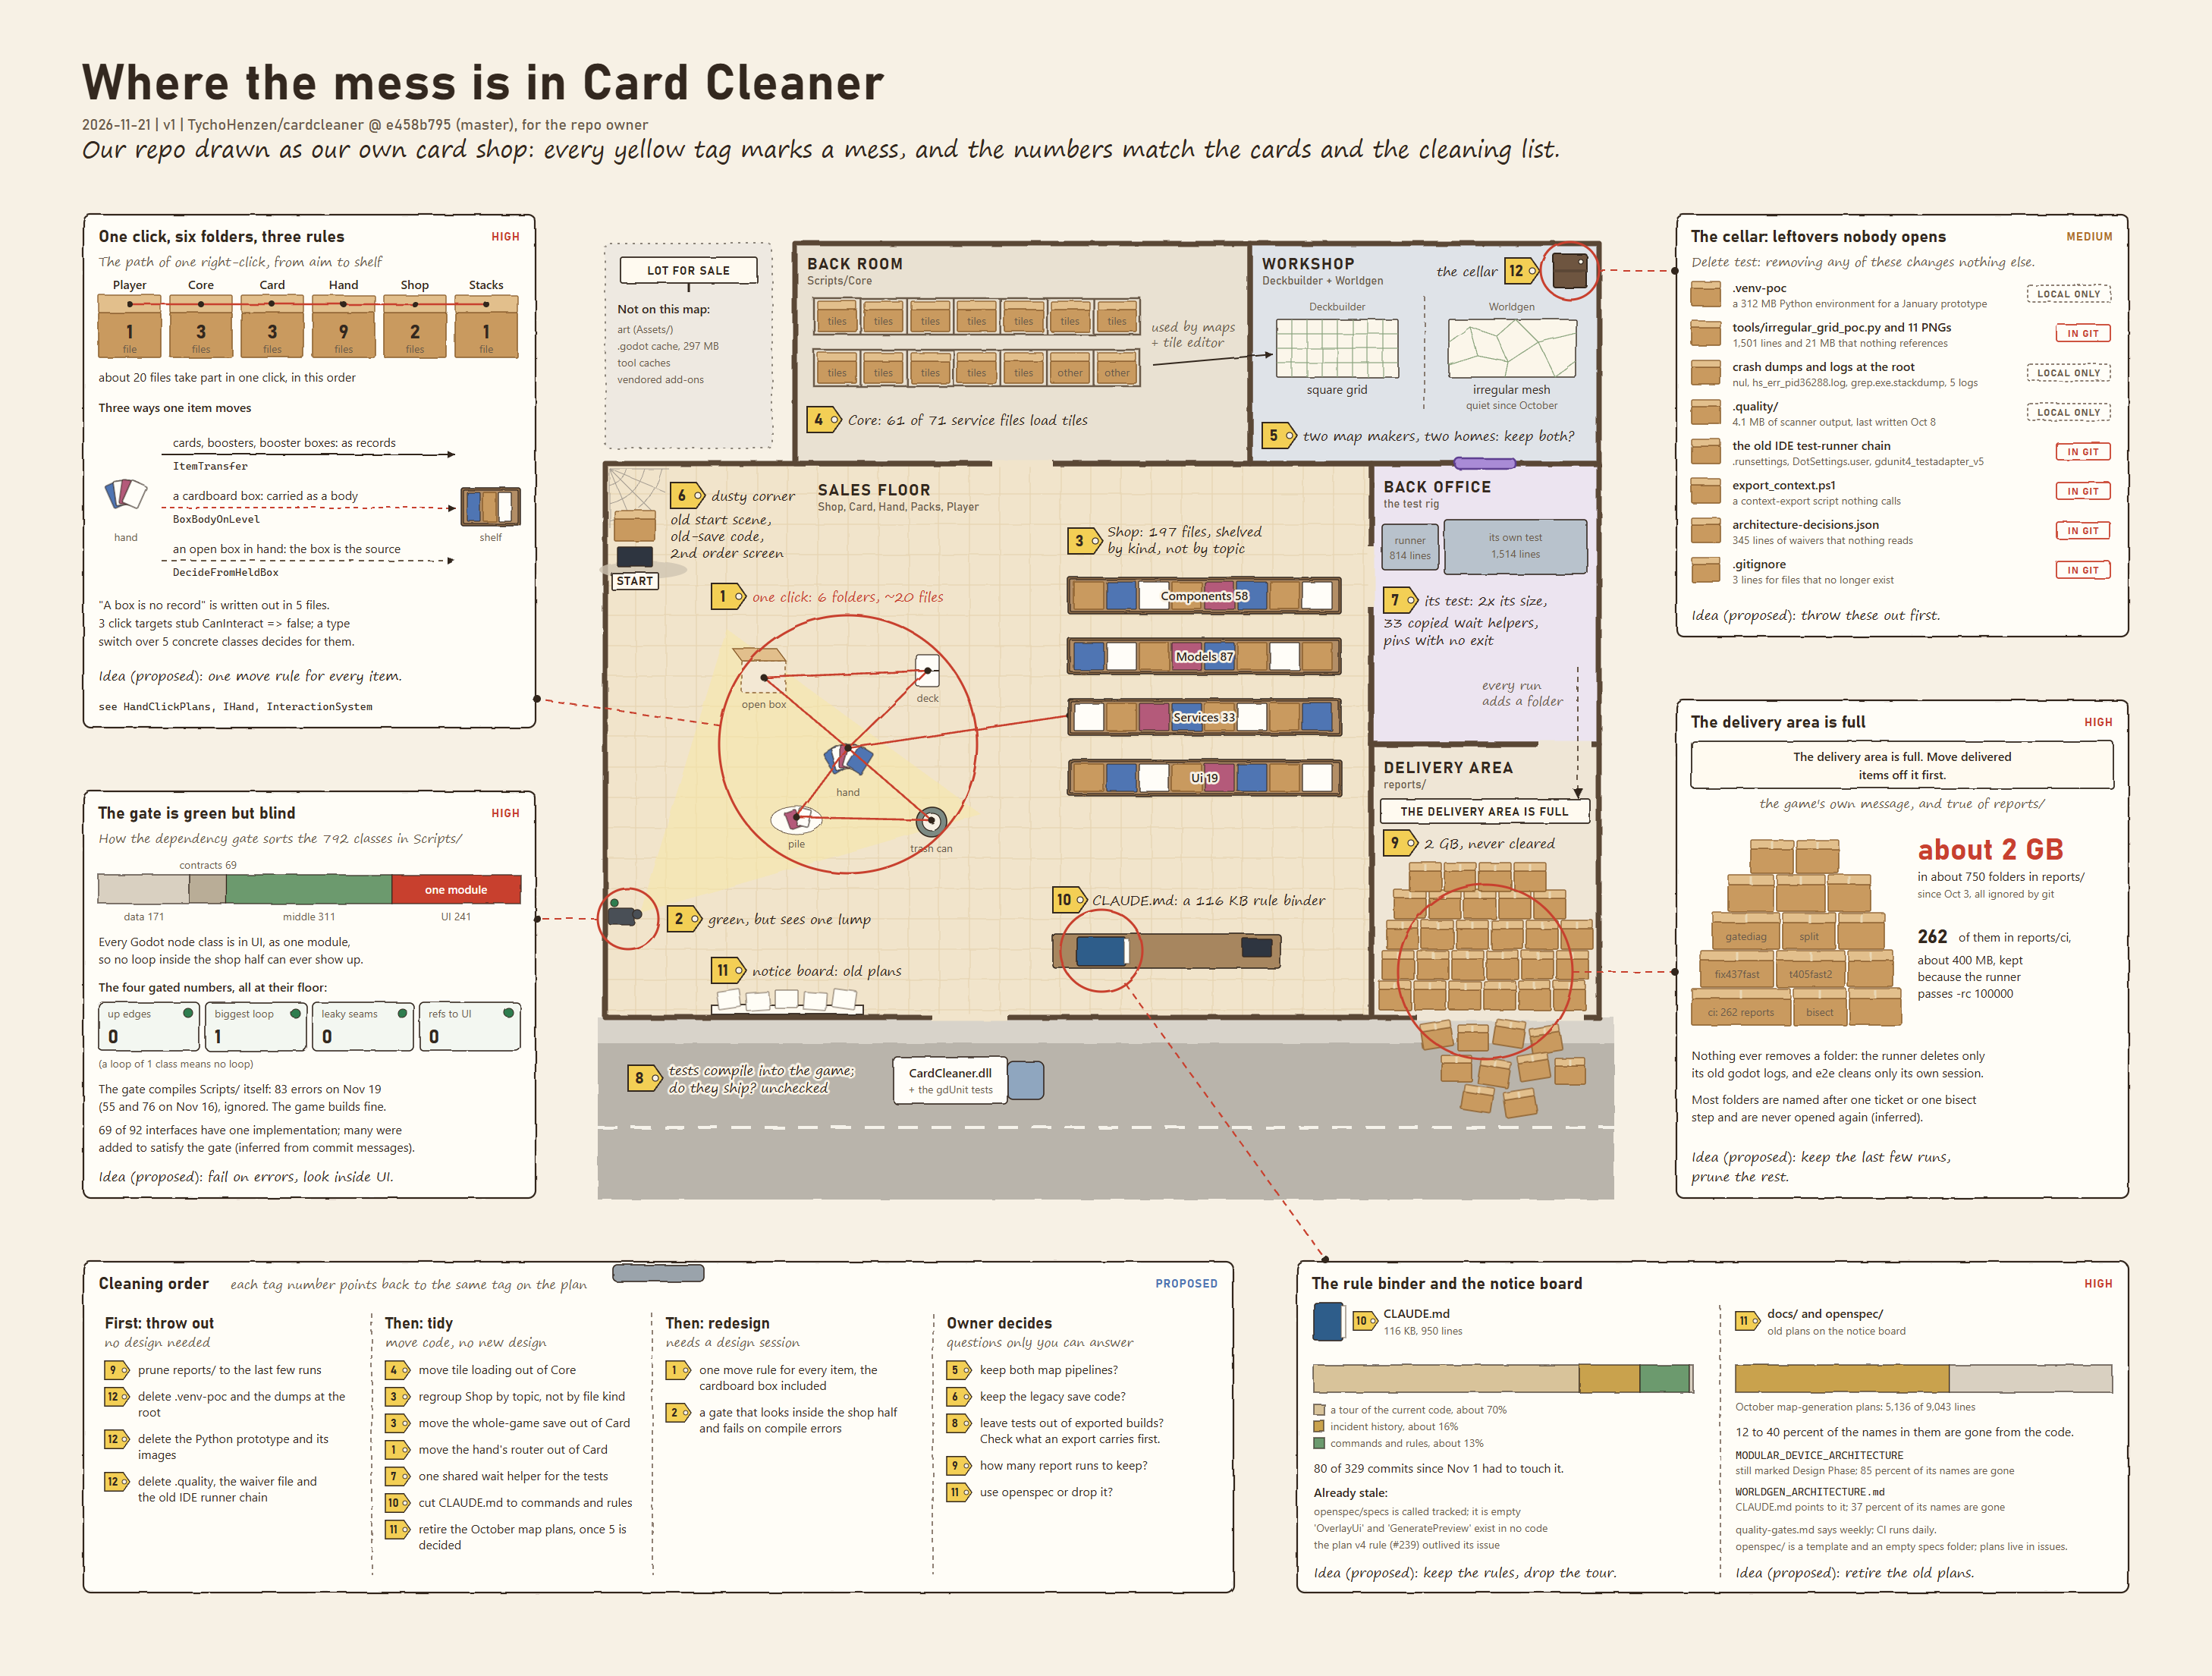 Where the mess is in Card Cleaner
2026-11-21 | v1 | TychoHenzen/cardcleaner @ e458b795 (master), for the repo owner
Our repo drawn as our own card shop: every yellow tag marks a mess, and the numbers match the cards and the cleaning list.
One click, six folders, three rules
HIGH
The path of one right-click, from aim to shelf
Player
Core
Card
Hand
Shop
Stacks
1
file
3
files
3
files
9
files
2
files
1
file
about 20 files take part in one click, in this order
Three ways one item moves
cards, boosters, booster boxes: as records
ItemTransfer
a cardboard box: carried as a body
BoxBodyOnLevel
an open box in hand: the box is the source
DecideFromHeldBox
hand
shelf
"A box is no record" is written out in 5 files.
3 click targets stub CanInteract => false; a type
switch over 5 concrete classes decides for them.
Idea (proposed): one move rule for every item.
see HandClickPlans, IHand, InteractionSystem
The gate is green but blind
HIGH
How the dependency gate sorts the 792 classes in Scripts/
contracts 69
one module
data 171
middle 311
UI 241
Every Godot node class is in UI, as one module,
so no loop inside the shop half can ever show up.
The four gated numbers, all at their floor:
up edges
0
biggest loop
1
leaky seams
0
refs to UI
0
(a loop of 1 class means no loop)
The gate compiles Scripts/ itself: 83 errors on Nov 19
(55 and 76 on Nov 16), ignored. The game builds fine.
69 of 92 interfaces have one implementation; many were
added to satisfy the gate (inferred from commit messages).
Idea (proposed): fail on errors, look inside UI.
LOT FOR SALE
Not on this map:
art (Assets/)
.godot cache, 297 MB
tool caches
vendored add-ons
BACK ROOM
Scripts/Core
tiles
tiles
tiles
tiles
tiles
tiles
tiles
tiles
tiles
tiles
tiles
tiles
other
other
used by maps
+ tile editor
4
Core: 61 of 71 service files load tiles
WORKSHOP
Deckbuilder + Worldgen
the cellar
12
Deckbuilder
Worldgen
square grid
irregular mesh
quiet since October
5
two map makers, two homes: keep both?
6
dusty corner
old start scene,
old-save code,
2nd order screen
START
SALES FLOOR
Shop, Card, Hand, Packs, Player
3
Shop: 197 files, shelved
by kind, not by topic
1
one click: 6 folders, ~20 files
Components 58
Models 87
Services 33
Ui 19
open box
deck
hand
pile
trash can
2
green, but sees one lump
10
CLAUDE.md: a 116 KB rule binder
11
notice board: old plans
BACK OFFICE
the test rig
runner
814 lines
its own test
1,514 lines
7
its test: 2x its size,
33 copied wait helpers,
pins with no exit
every run
adds a folder
DELIVERY AREA
reports/
THE DELIVERY AREA IS FULL
9
2 GB, never cleared
8
tests compile into the game;
do they ship? unchecked
CardCleaner.dll
+ the gdUnit tests
The cellar: leftovers nobody opens
MEDIUM
Delete test: removing any of these changes nothing else.
.venv-poc
a 312 MB Python environment for a January prototype
LOCAL ONLY
tools/irregular_grid_poc.py and 11 PNGs
1,501 lines and 21 MB that nothing references
IN GIT
crash dumps and logs at the root
nul, hs_err_pid36288.log, grep.exe.stackdump, 5 logs
LOCAL ONLY
.quality/
4.1 MB of scanner output, last written Oct 8
LOCAL ONLY
the old IDE test-runner chain
.runsettings, DotSettings.user, gdunit4_testadapter_v5
IN GIT
export_context.ps1
a context-export script nothing calls
IN GIT
architecture-decisions.json
345 lines of waivers that nothing reads
IN GIT
.gitignore
3 lines for files that no longer exist
IN GIT
Idea (proposed): throw these out first.
The delivery area is full
HIGH
The delivery area is full. Move delivered
items off it first.
the game's own message, and true of reports/
gatediag
split
fix437fast
t405fast2
ci: 262 reports
bisect
about 2 GB
in about 750 folders in reports/
since Oct 3, all ignored by git
262 of them in reports/ci,
about 400 MB, kept
because the runner
passes -rc 100000
Nothing ever removes a folder: the runner deletes only
its old godot logs, and e2e cleans only its own session.
Most folders are named after one ticket or one bisect
step and are never opened again (inferred).
Idea (proposed): keep the last few runs,
prune the rest.
Cleaning order
each tag number points back to the same tag on the plan
PROPOSED
First: throw out
no design needed
9
prune reports/ to the last few runs
12
delete .venv-poc and the dumps at the
root
12
delete the Python prototype and its
images
12
delete .quality, the waiver file and
the old IDE runner chain
Then: tidy
move code, no new design
4
move tile loading out of Core
3
regroup Shop by topic, not by file kind
3
move the whole-game save out of Card
1
move the hand's router out of Card
7
one shared wait helper for the tests
10
cut CLAUDE.md to commands and rules
11
retire the October map plans, once 5 is
decided
Then: redesign
needs a design session
1
one move rule for every item, the
cardboard box included
2
a gate that looks inside the shop half
and fails on compile errors
Owner decides
questions only you can answer
5
keep both map pipelines?
6
keep the legacy save code?
8
leave tests out of exported builds?
Check what an export carries first.
9
how many report runs to keep?
11
use openspec or drop it?
The rule binder and the notice board
HIGH
10
CLAUDE.md
116 KB, 950 lines
a tour of the current code, about 70%
incident history, about 16%
commands and rules, about 13%
80 of 329 commits since Nov 1 had to touch it.
Already stale:
openspec/specs is called tracked; it is empty
'OverlayUi' and 'GeneratePreview' exist in no code
the plan v4 rule (#239) outlived its issue
Idea (proposed): keep the rules, drop the tour.
11
docs/ and openspec/
old plans on the notice board
October map-generation plans: 5,136 of 9,043 lines
12 to 40 percent of the names in them are gone from the code.
MODULAR_DEVICE_ARCHITECTURE
still marked Design Phase; 85 percent of its names are gone
WORLDGEN_ARCHITECTURE.md
CLAUDE.md points to it; 37 percent of its names are gone
quality-gates.md says weekly; CI runs daily.
openspec/ is a template and an empty specs folder; plans live in issues.
Idea (proposed): retire the old plans.